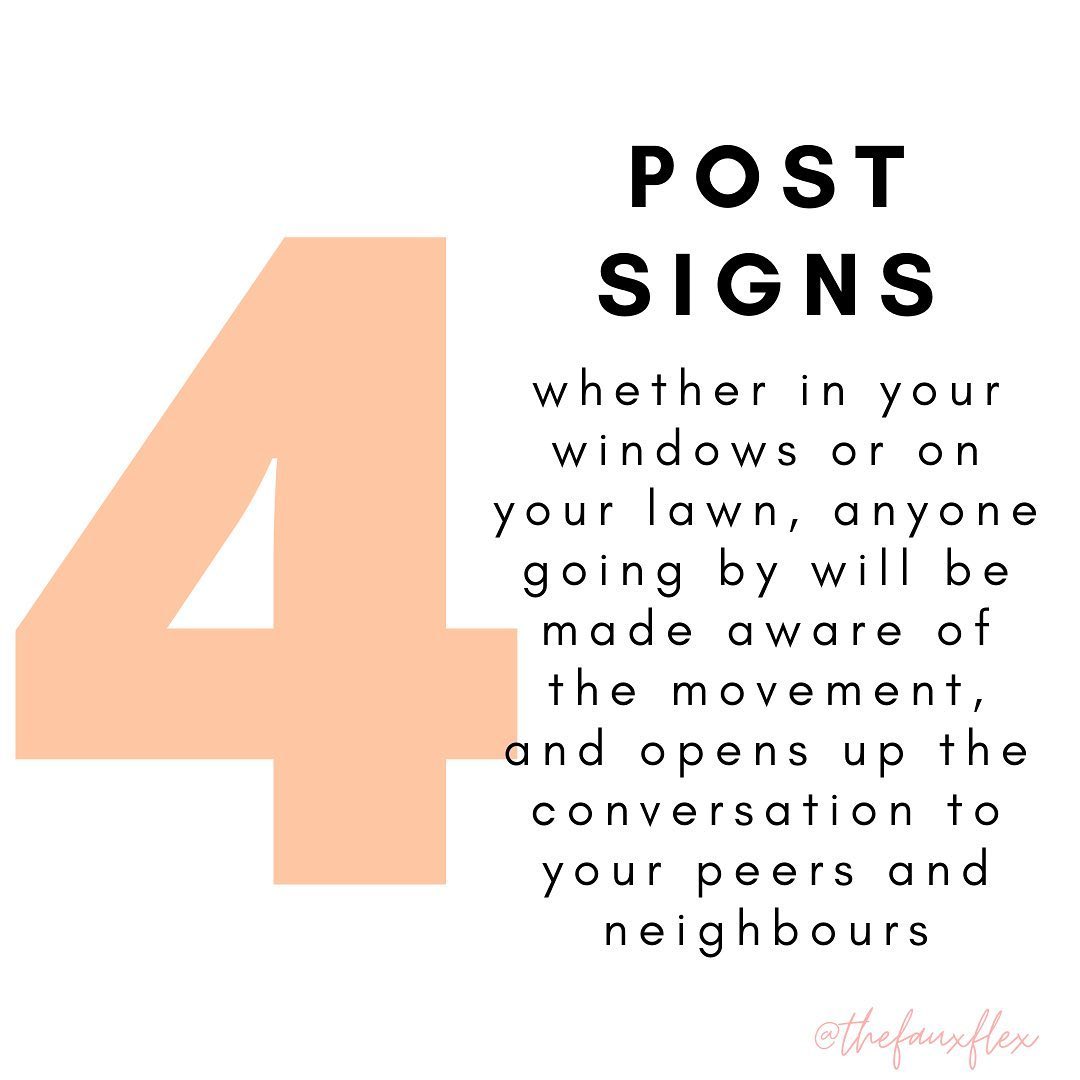 4
POST
SIGNS
whether in your
windows or on
your lawn, anyone
going by will be
made aware of
the movement,
and opens up the
conversation to
your peers and
neighbours
@thefauxflex